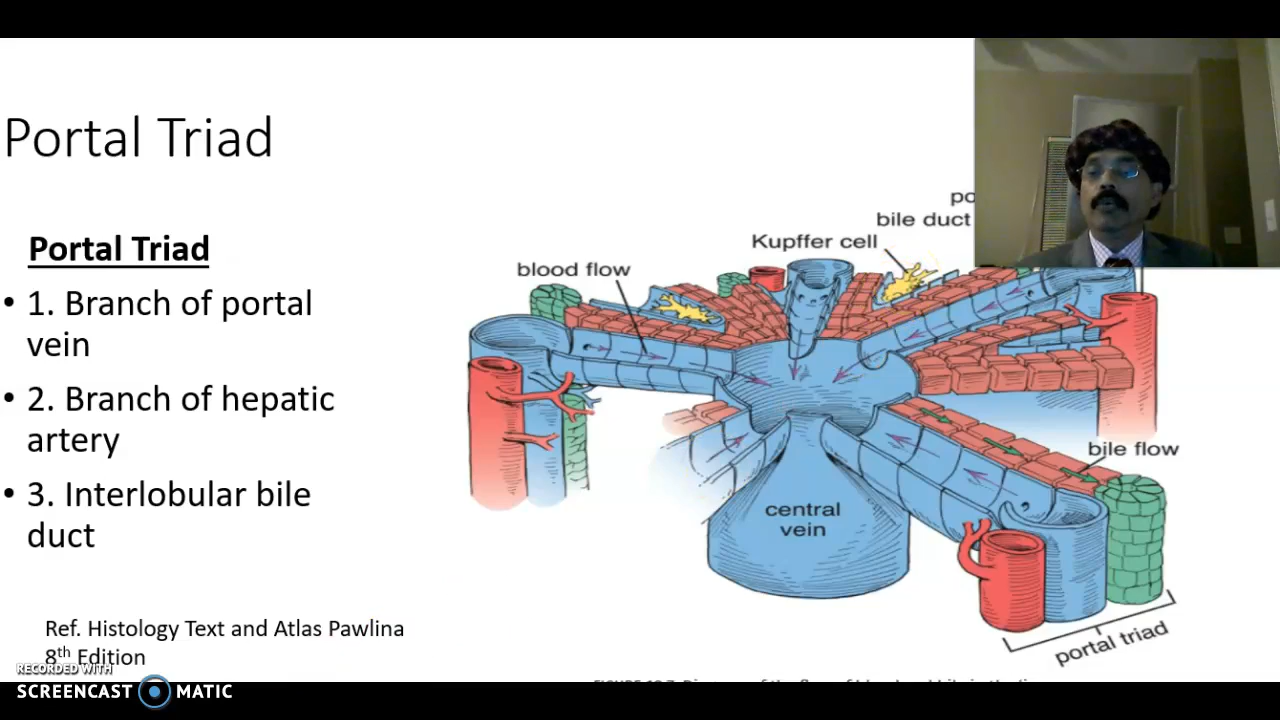 Portal Triad
Portal Triad
• 1. Branch of portal
vein
• 2. Branch of hepatic
artery
• 3. Interlobular bile
duct
Ref. Histology Text and Atlas Pawlina
8th Edition
bile duct
Kupffer cell
blood flow
bile flow
central
vein
portal triad
RECORDED WITH
SCREENCAST MATIC